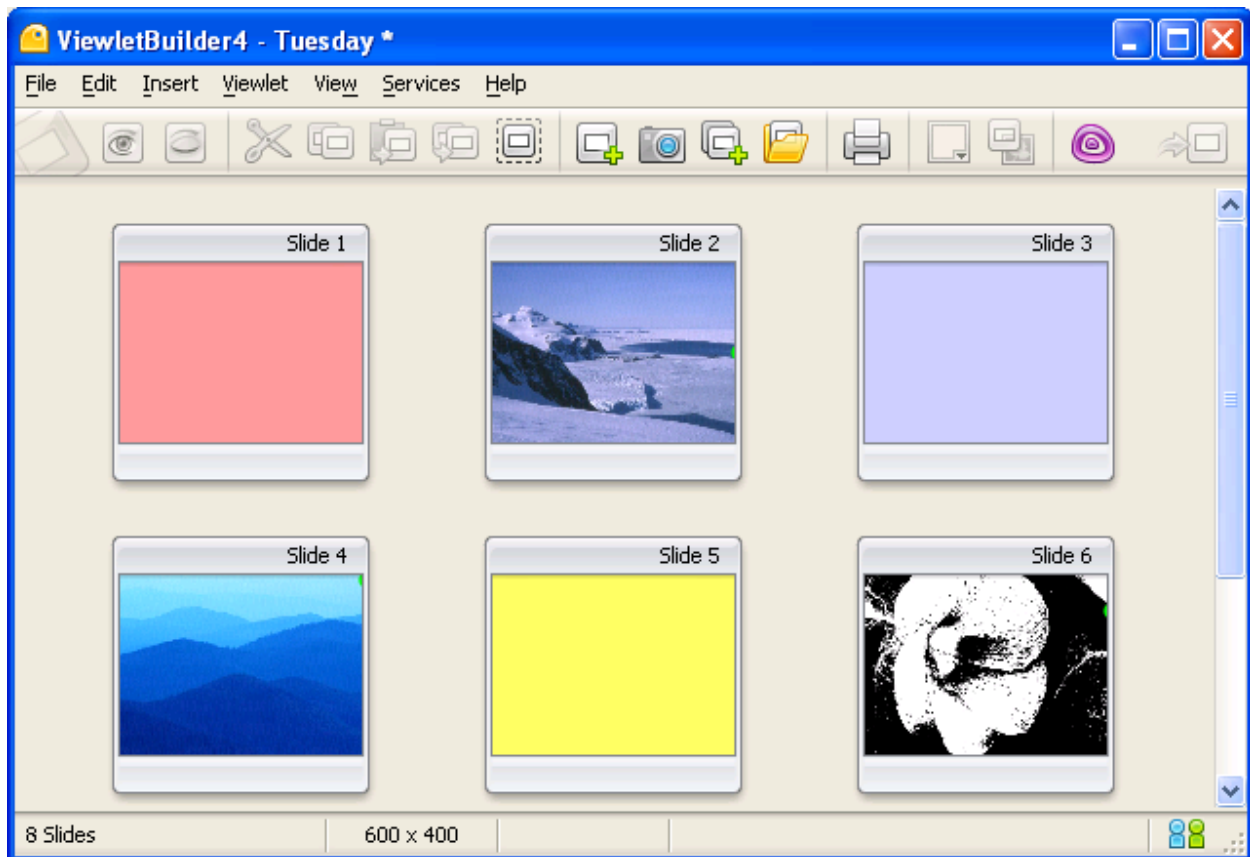 ViewletBuilder4 - Tuesday *
File Edit Insert Viewlet View Services Help
Slide 1 Slide 2 Slide 3
Slide 4 Slide 5 Slide 6
8 Slides 600 x 400